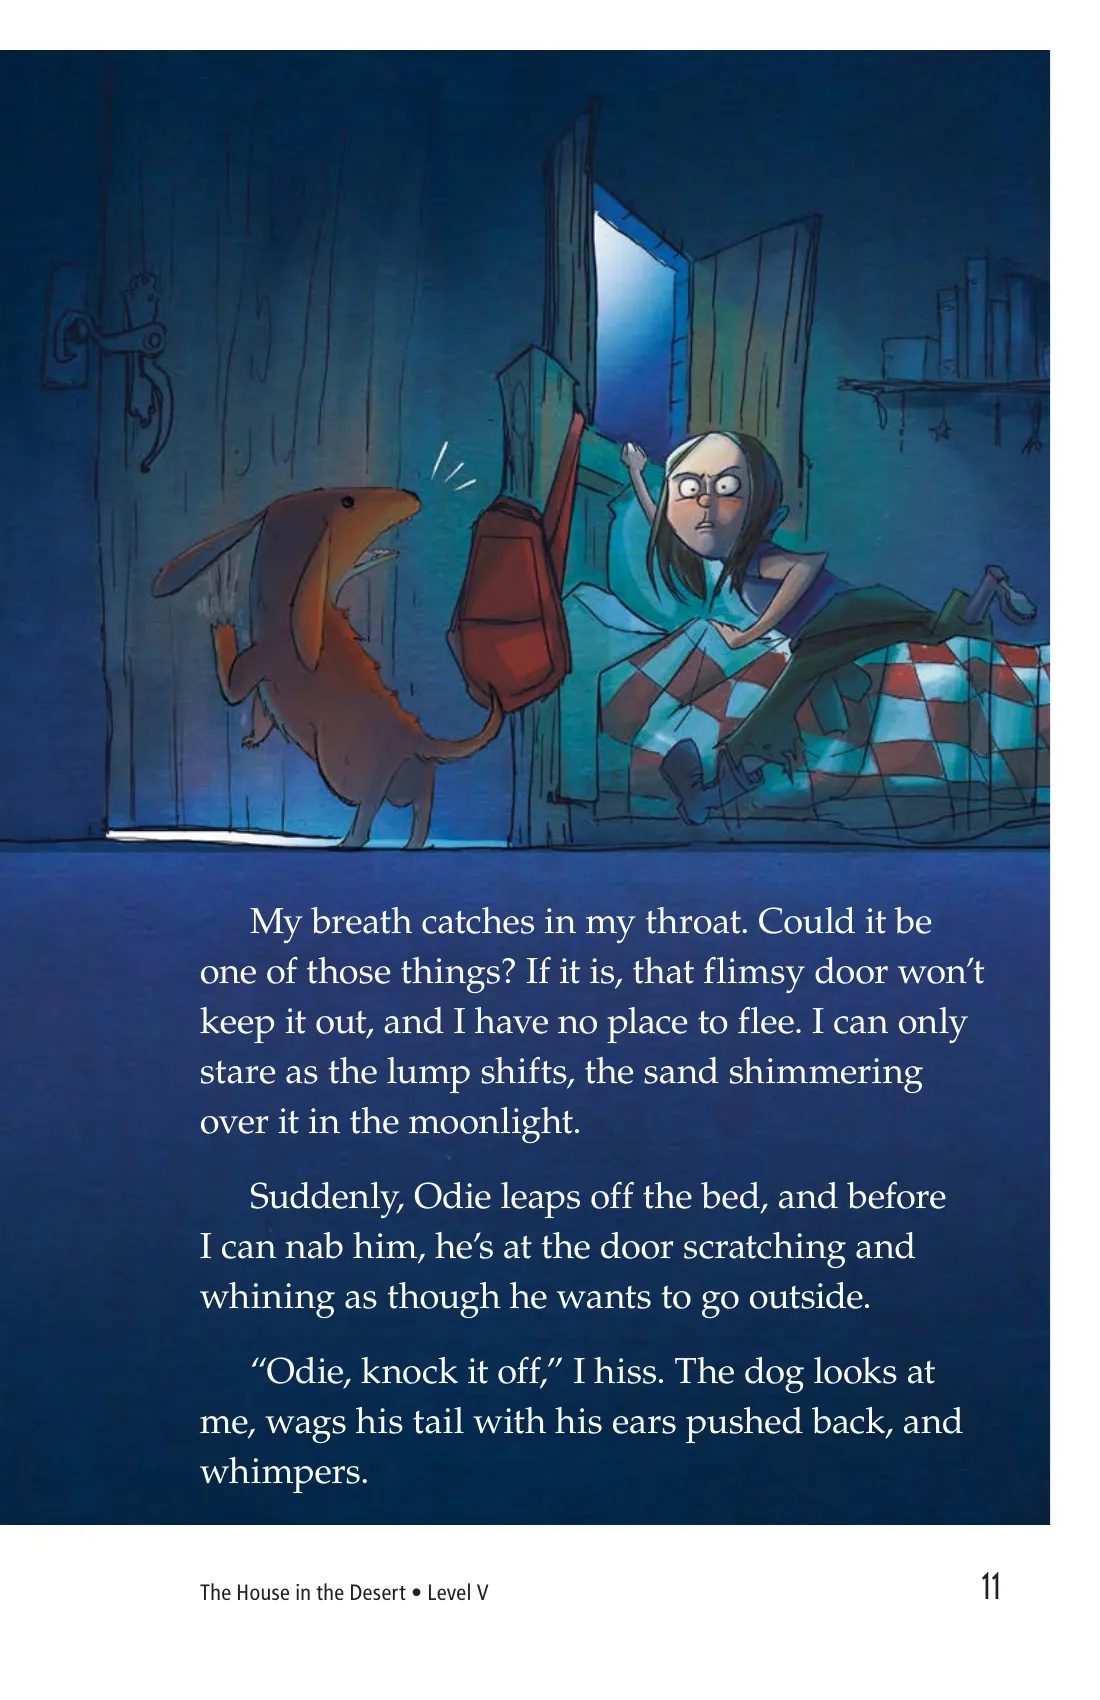 My breath catches in my throat. Could it be
one of those things? If it is, that flimsy door won’t
keep it out, and I have no place to flee. I can only
stare as the lump shifts, the sand shimmering
over it in the moonlight.
Suddenly, Odie leaps off the bed, and before
I can nab him, he’s at the door scratching and
whining as though he wants to go outside.
“Odie, knock it off,” I hiss. The dog looks at
me, wags his tail with his ears pushed back, and
whimpers.
The House in the Desert • Level V
11